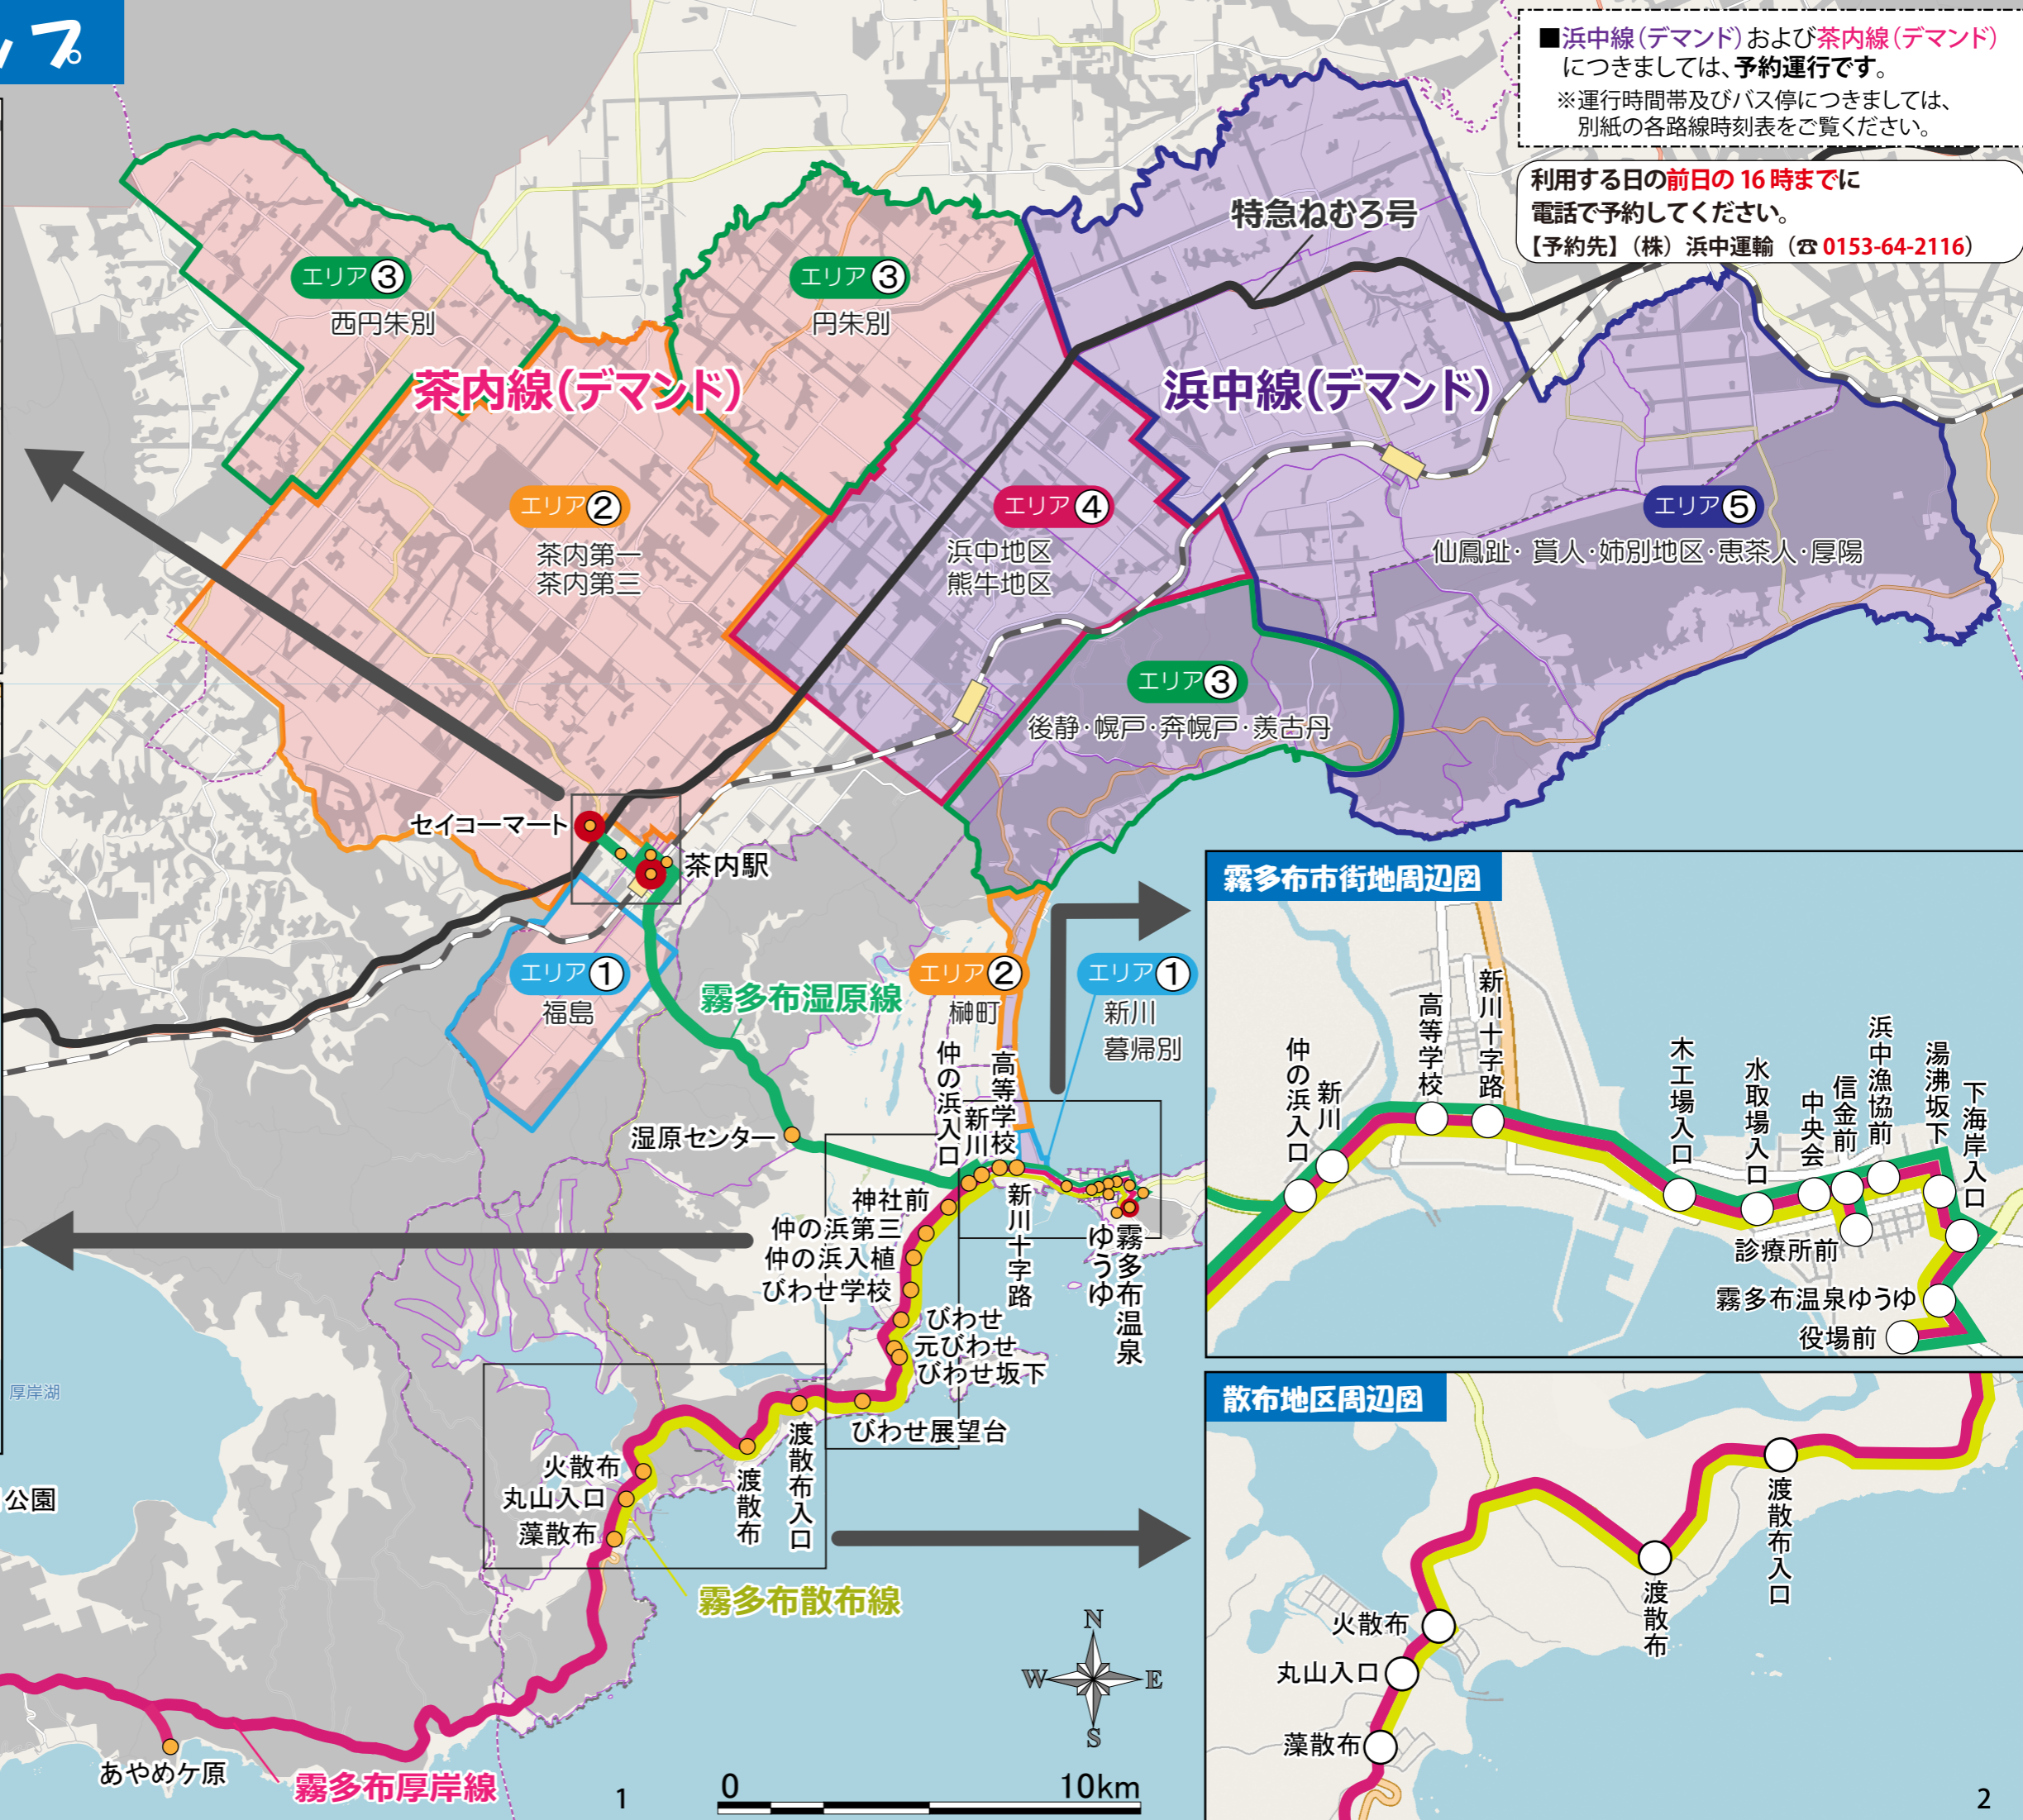 ップ
■浜中線（デマンド）および茶内線（デマンド）
につきましては、予約運行です。
※運行時間帯及びバス停につきましては、
別紙の各路線時刻表をご覧ください。
利用する日の前日の 16 時までに
電話で予約してください。
【予約先】（株）浜中運輸（☎ 0153-64-2116）
特急ねむろ号
エリア③
西円朱別
エリア③
円朱別
茶内線（デマンド）
浜中線（デマンド）
エリア②
茶内第一
茶内第三
エリア④
浜中地区
熊牛地区
エリア⑤
仙鳳趾・貰人・姉別地区・恵茶人・厚陽
エリア③
後静・幌戸・奔幌戸・羨古丹
セイコーマート
茶内駅
エリア①
福島
霧多布湿原線
エリア②
榊町
エリア①
新川
暮帰別
湿原センター
仲の浜入口
新川
高等学校
新川十字路
神社前
仲の浜第三
仲の浜入植
びわせ学校
びわせ
元びわせ
びわせ坂下
びわせ展望台
霧多布温泉
ゆうゆ
渡散布入口
渡散布
火散布
丸山入口
藻散布
霧多布散布線
厚岸湖
公園
あやめケ原
霧多布厚岸線
N
W
E
S
0
10km
1
霧多布市街地周辺図
仲の浜入口
新川
高等学校
新川十字路
木工場入口
水取場入口
中央会
信金前
浜中漁協前
湯沸坂下
下海岸入口
診療所前
霧多布温泉ゆうゆ
役場前
散布地区周辺図
渡散布入口
渡散布
火散布
丸山入口
藻散布
2